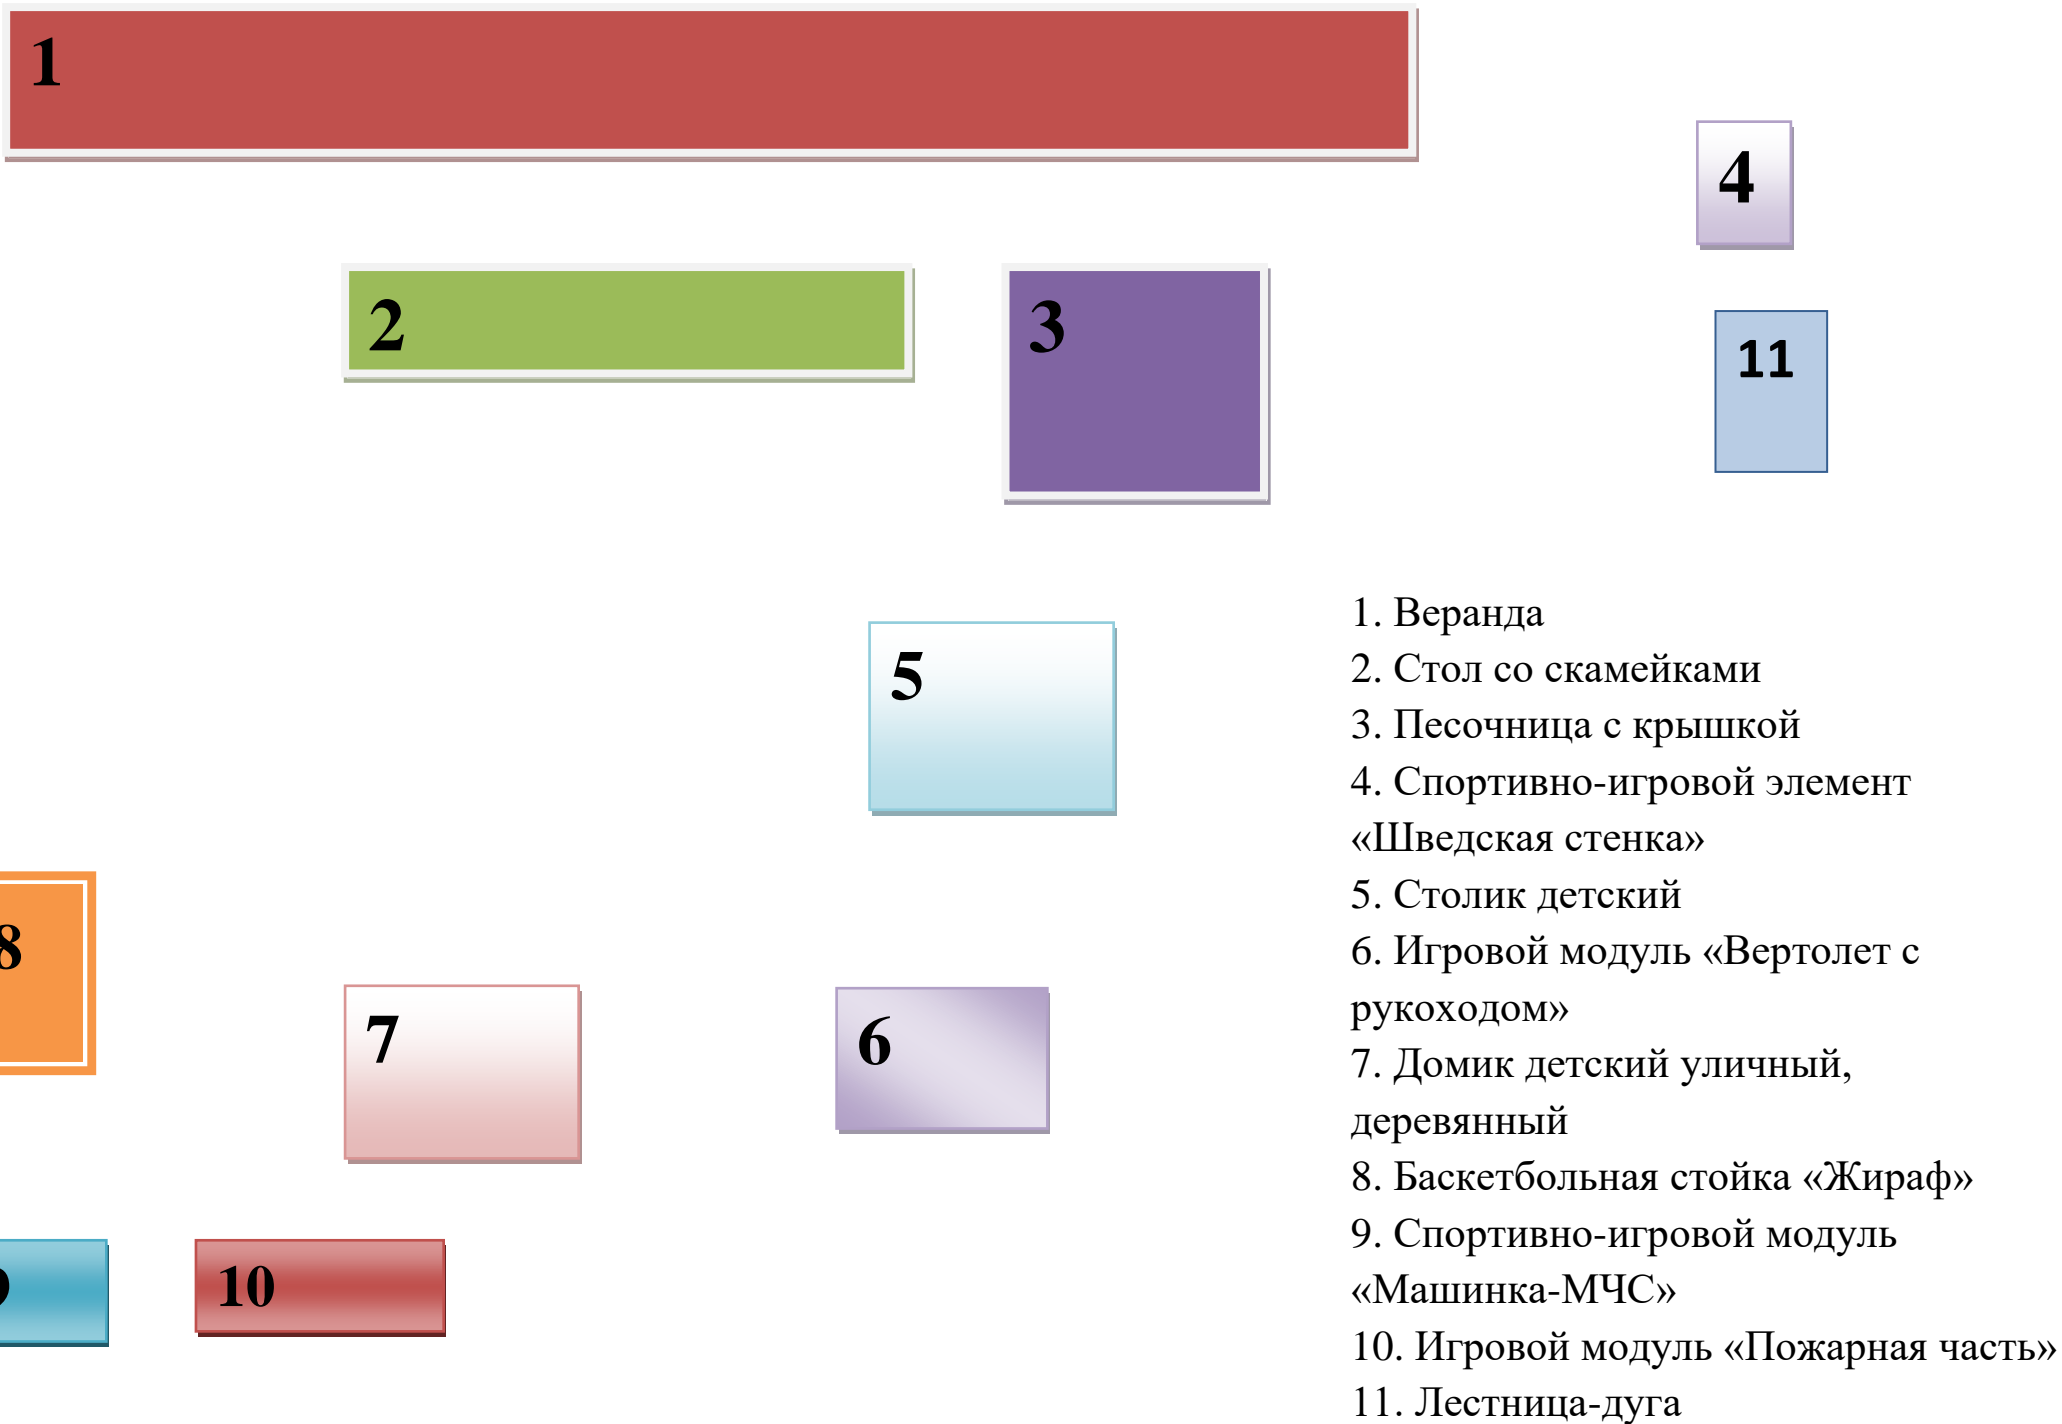 1
4
2
3
11
5
8
7
6
9
10
1. Веранда
2. Стол со скамейками
3. Песочница с крышкой
4. Спортивно-игровой элемент
«Шведская стенка»
5. Столик детский
6. Игровой модуль «Вертолет с
рукоходом»
7. Домик детский уличный,
деревянный
8. Баскетбольная стойка «Жираф»
9. Спортивно-игровой модуль
«Машинка-МЧС»
10. Игровой модуль «Пожарная часть»
11. Лестница-дуга